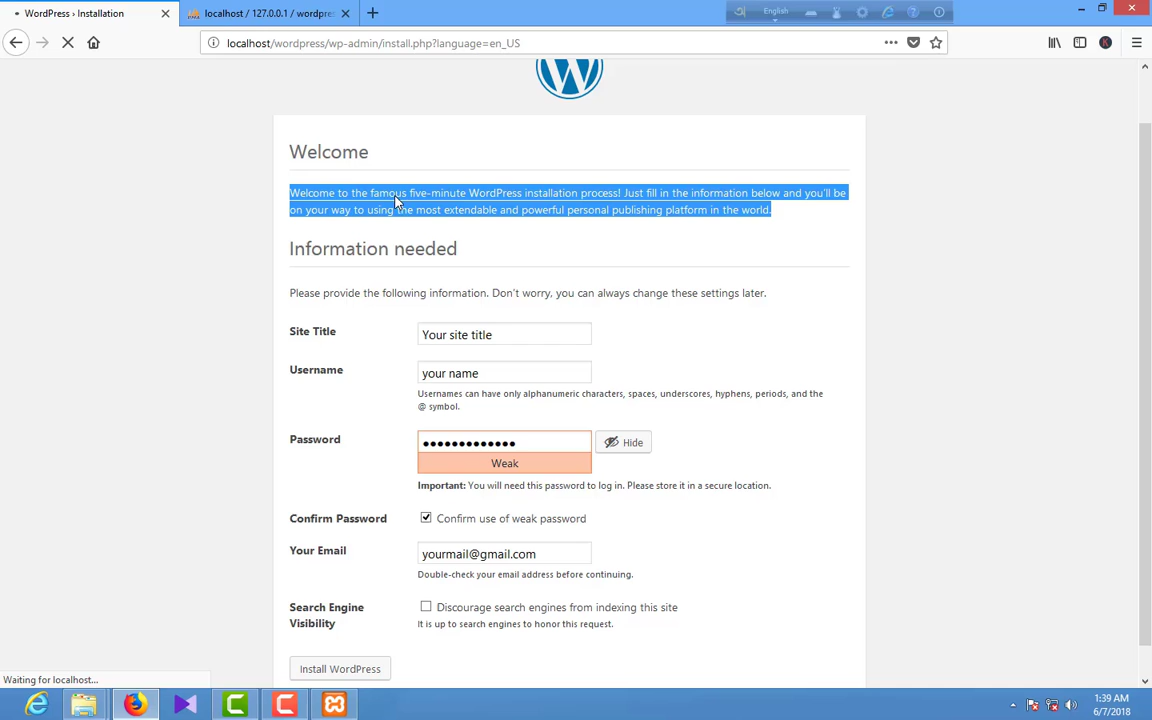 WordPress › Installation
localhost / 127.0.0.1 / wordpre
English
localhost/wordpress/wp-admin/install.php?language=en_US
Welcome
Welcome to the famous five-minute WordPress installation process! Just fill in the information below and you'll be
on your way to using the most extendable and powerful personal publishing platform in the world.
Information needed
Please provide the following information. Don't worry, you can always change these settings later.
Site Title
Your site title
Username
your name
Usernames can have only alphanumeric characters, spaces, underscores, hyphens, periods, and the
@ symbol.
Password
●●●●●●●●●●●●●
Hide
Weak
Important: You will need this password to log in. Please store it in a secure location.
Confirm Password
Confirm use of weak password
Your Email
yourmail@gmail.com
Double-check your email address before continuing.
Search Engine
Visibility
Discourage search engines from indexing this site
It is up to search engines to honor this request.
Install WordPress
Waiting for localhost...
1:39 AM
6/7/2018